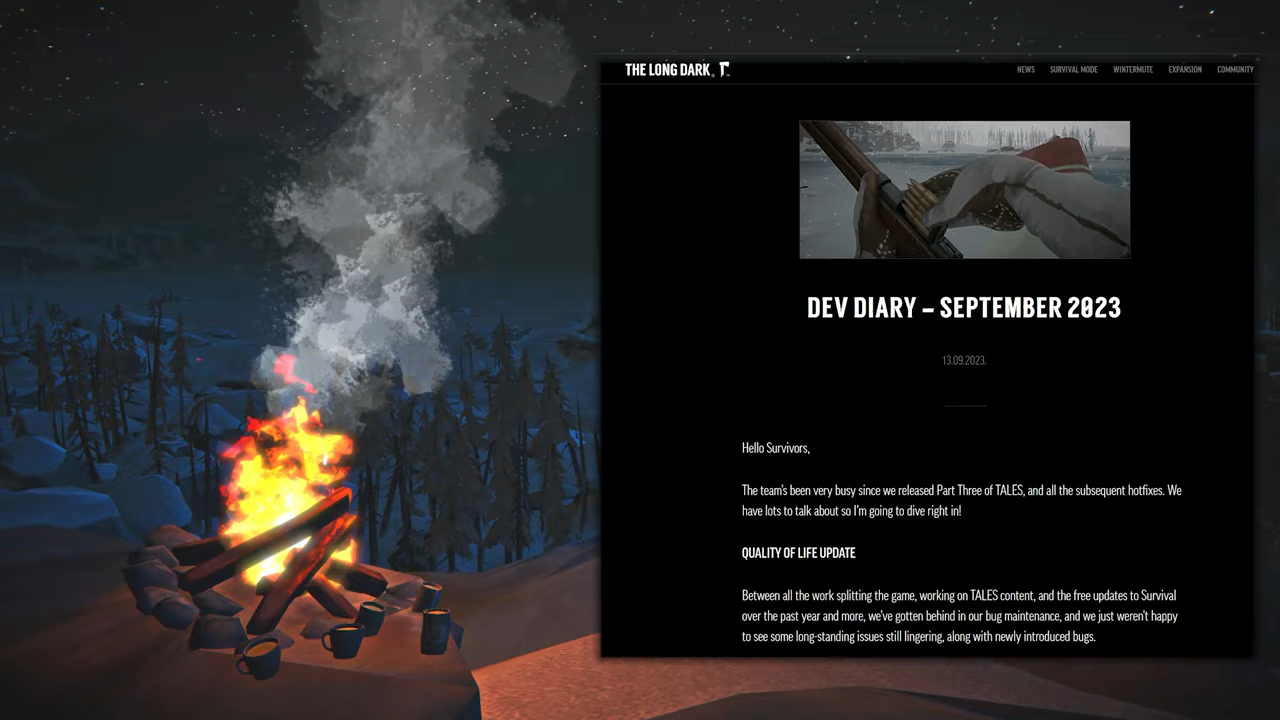 THE LONG DARK
NEWS SURVIVAL MODE WINTERMUTE EXPANSION COMMUNITY
DEV DIARY – SEPTEMBER 2023
13.09.2023.
Hello Survivors,
The team's been very busy since we released Part Three of TALES, and all the subsequent hotfixes. We
have lots to talk about so I'm going to dive right in!
QUALITY OF LIFE UPDATE
Between all the work splitting the game, working on TALES content, and the free updates to Survival
over the past year and more, we've gotten behind in our bug maintenance, and we just weren't happy
to see some long-standing issues still lingering, along with newly introduced bugs.